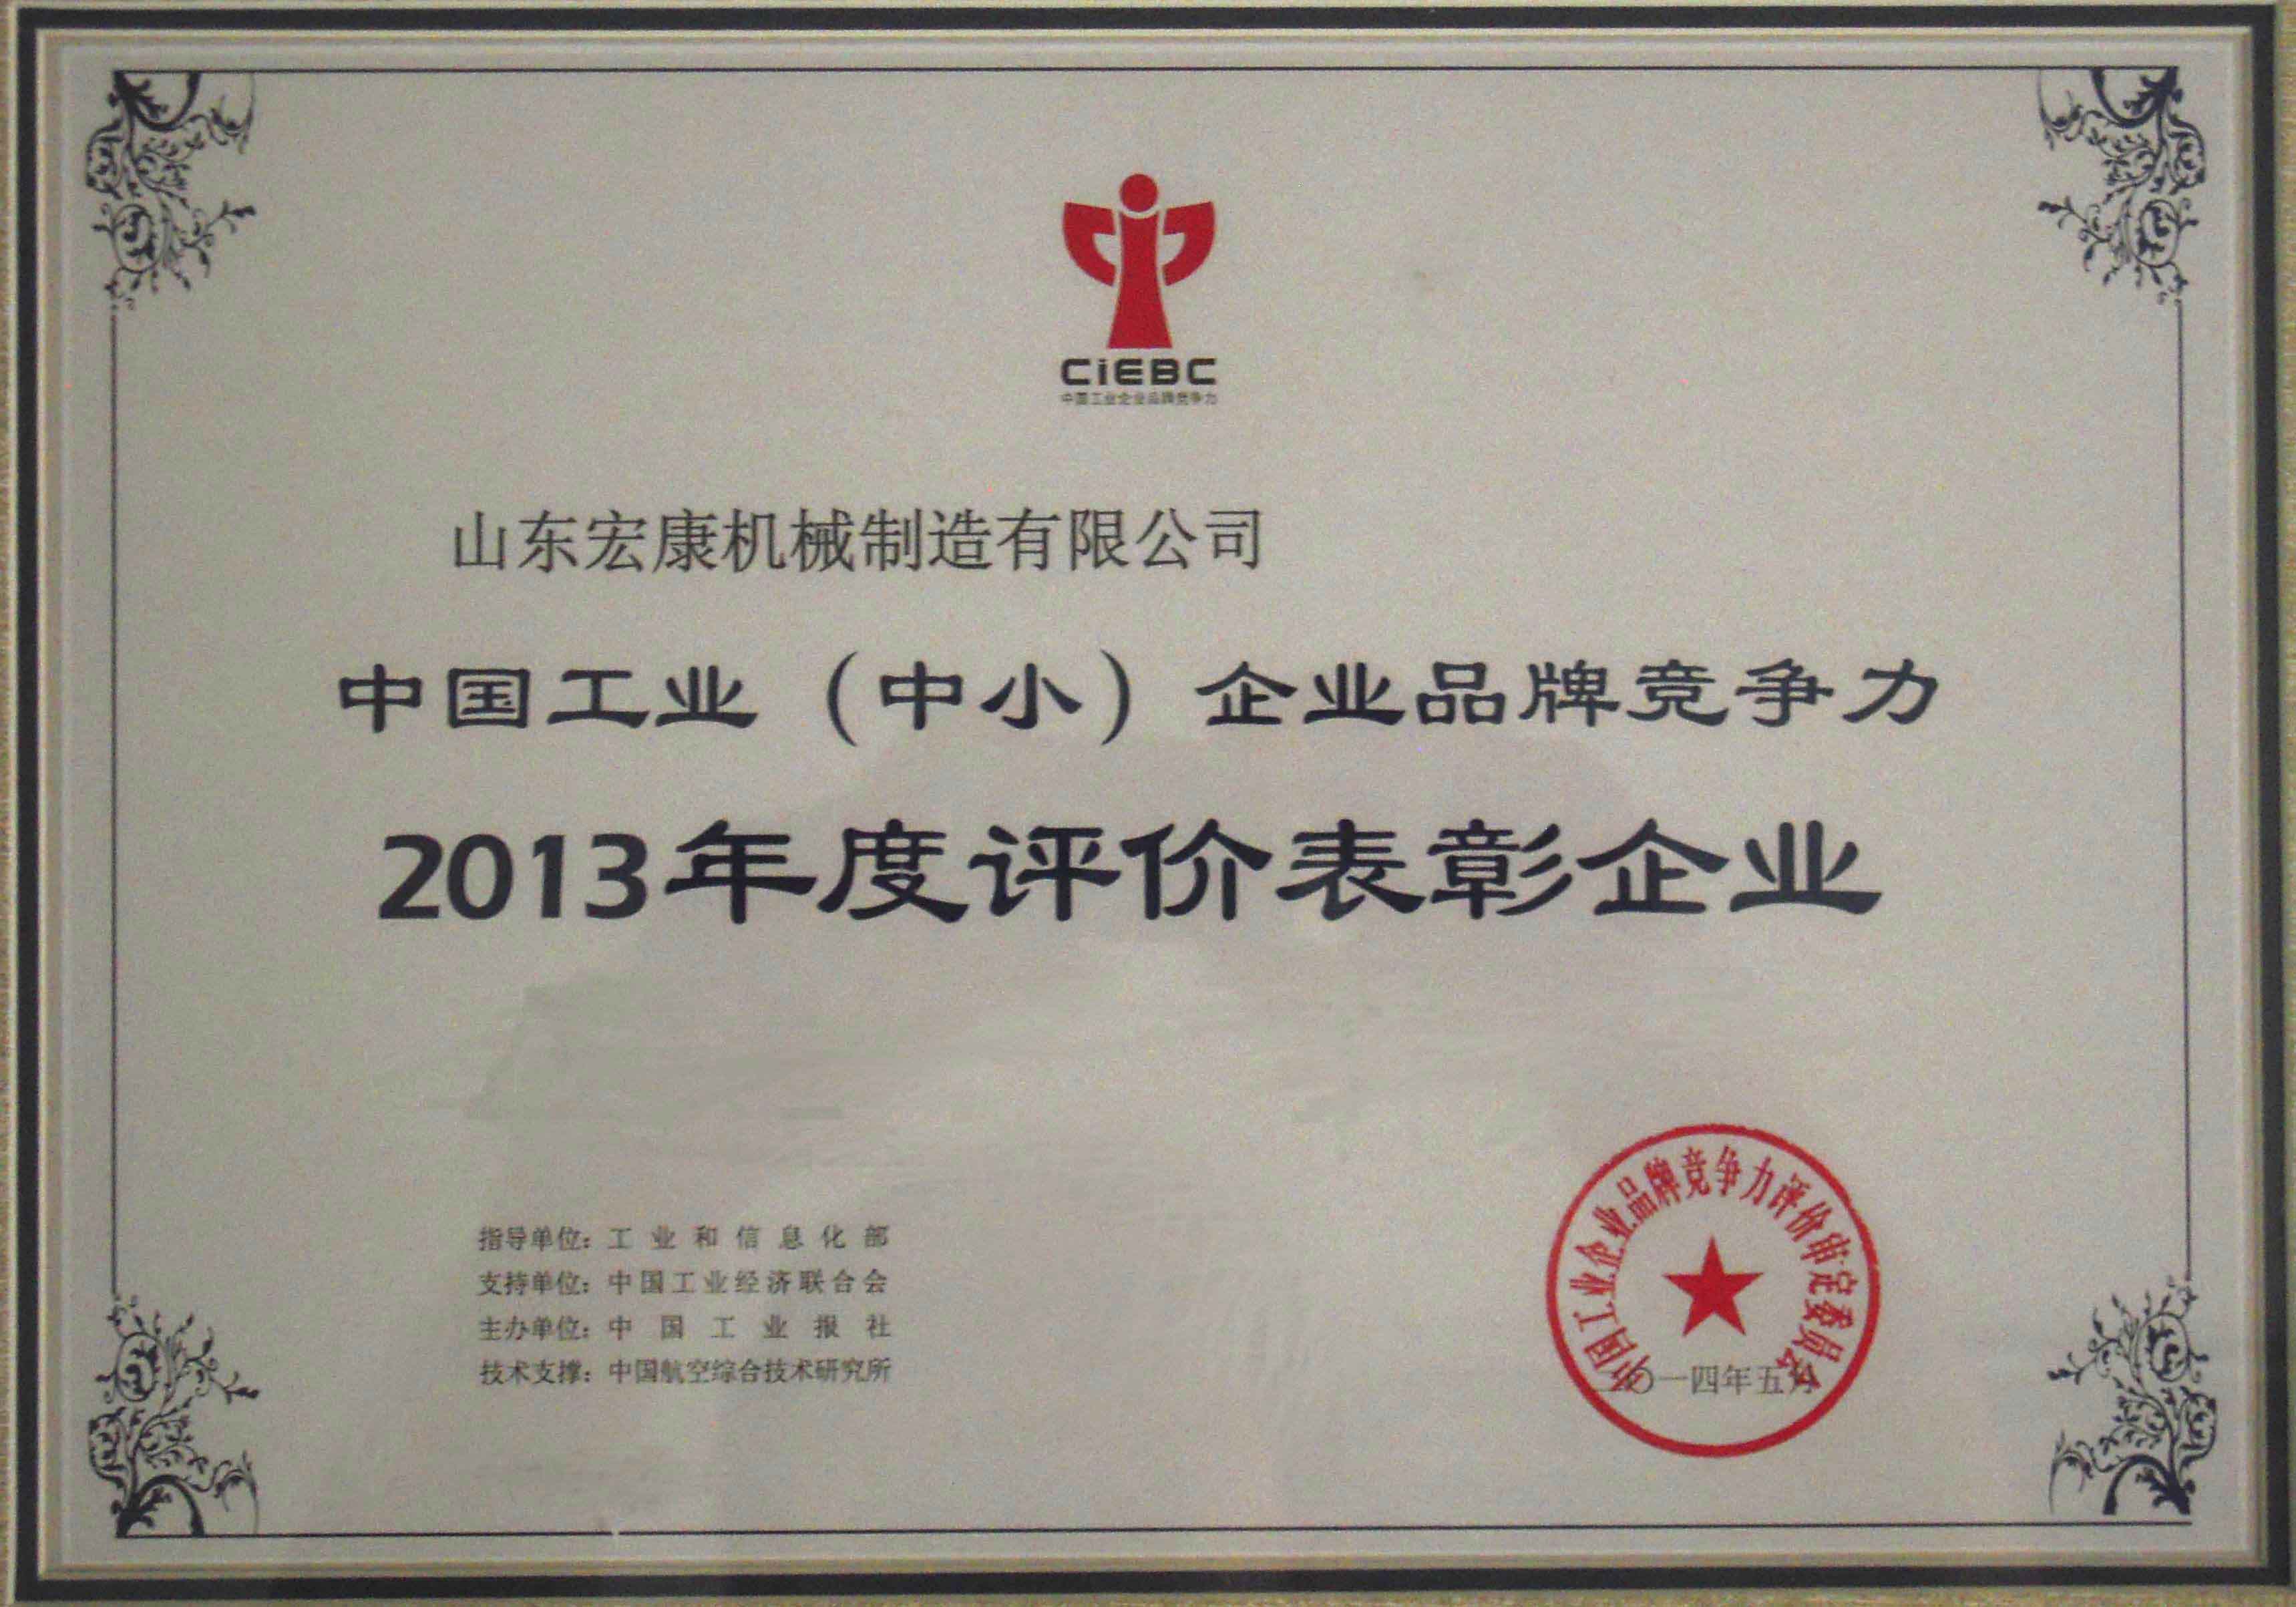 CiEBC
中国工业企业品牌竞争力
山东宏康机械制造有限公司
中国工业（中小）企业品牌竞争力
2013年度评价表彰企业
指导单位：工业和信息化部
支持单位：中国工业经济联合会
主办单位：中国工业报社
技术支撑：中国航空综合技术研究所
中国工业企业品牌竞争力评价审定委员会
二〇一四年五月